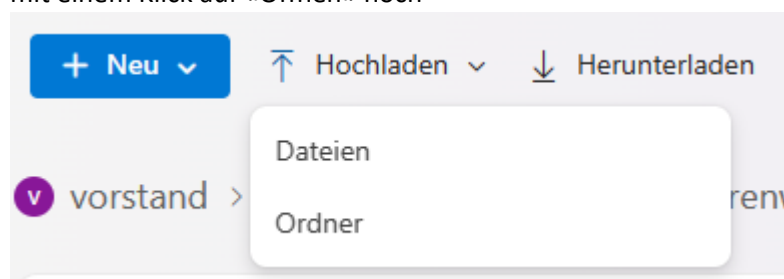 + Neu
Hochladen
Herunterladen
Dateien
v vorstand >
Ordner